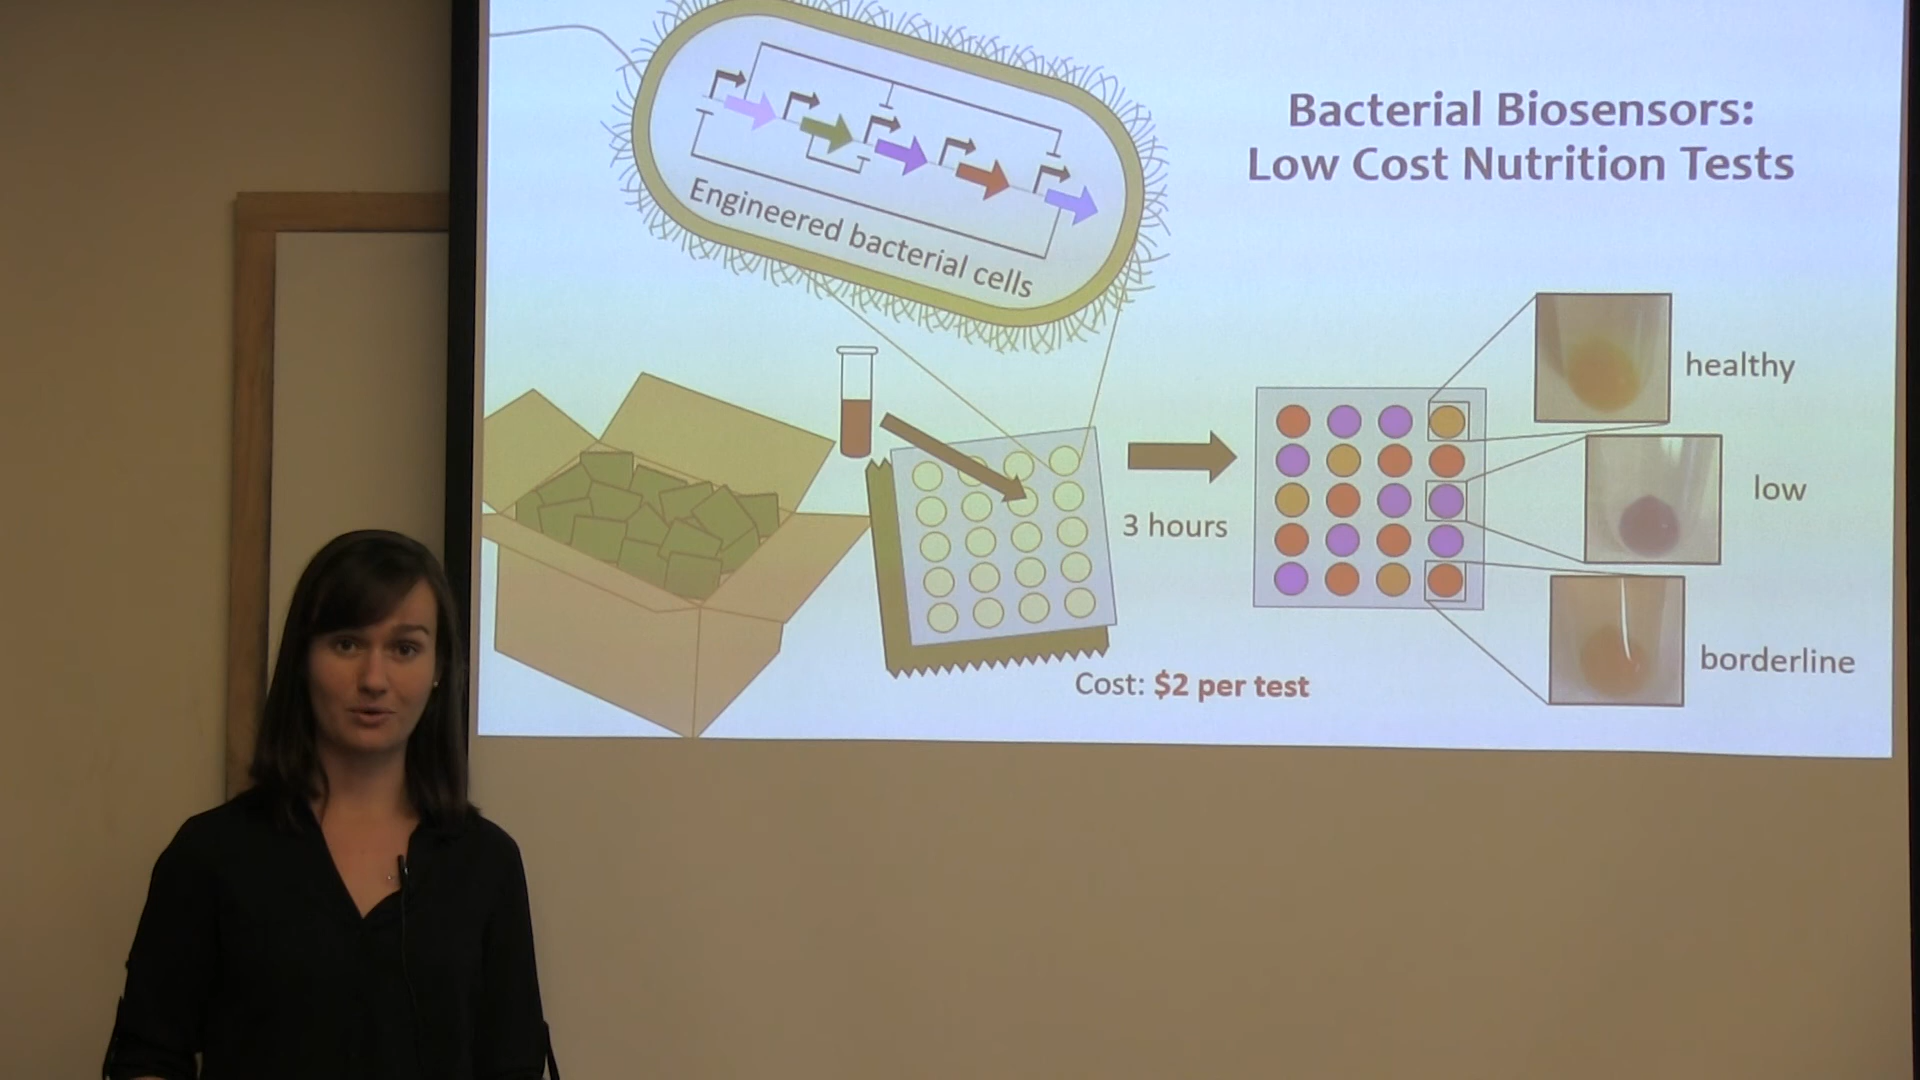 Bacterial Biosensors:
Low Cost Nutrition Tests
Engineered bacterial cells
healthy
low
3 hours
borderline
Cost: $2 per test